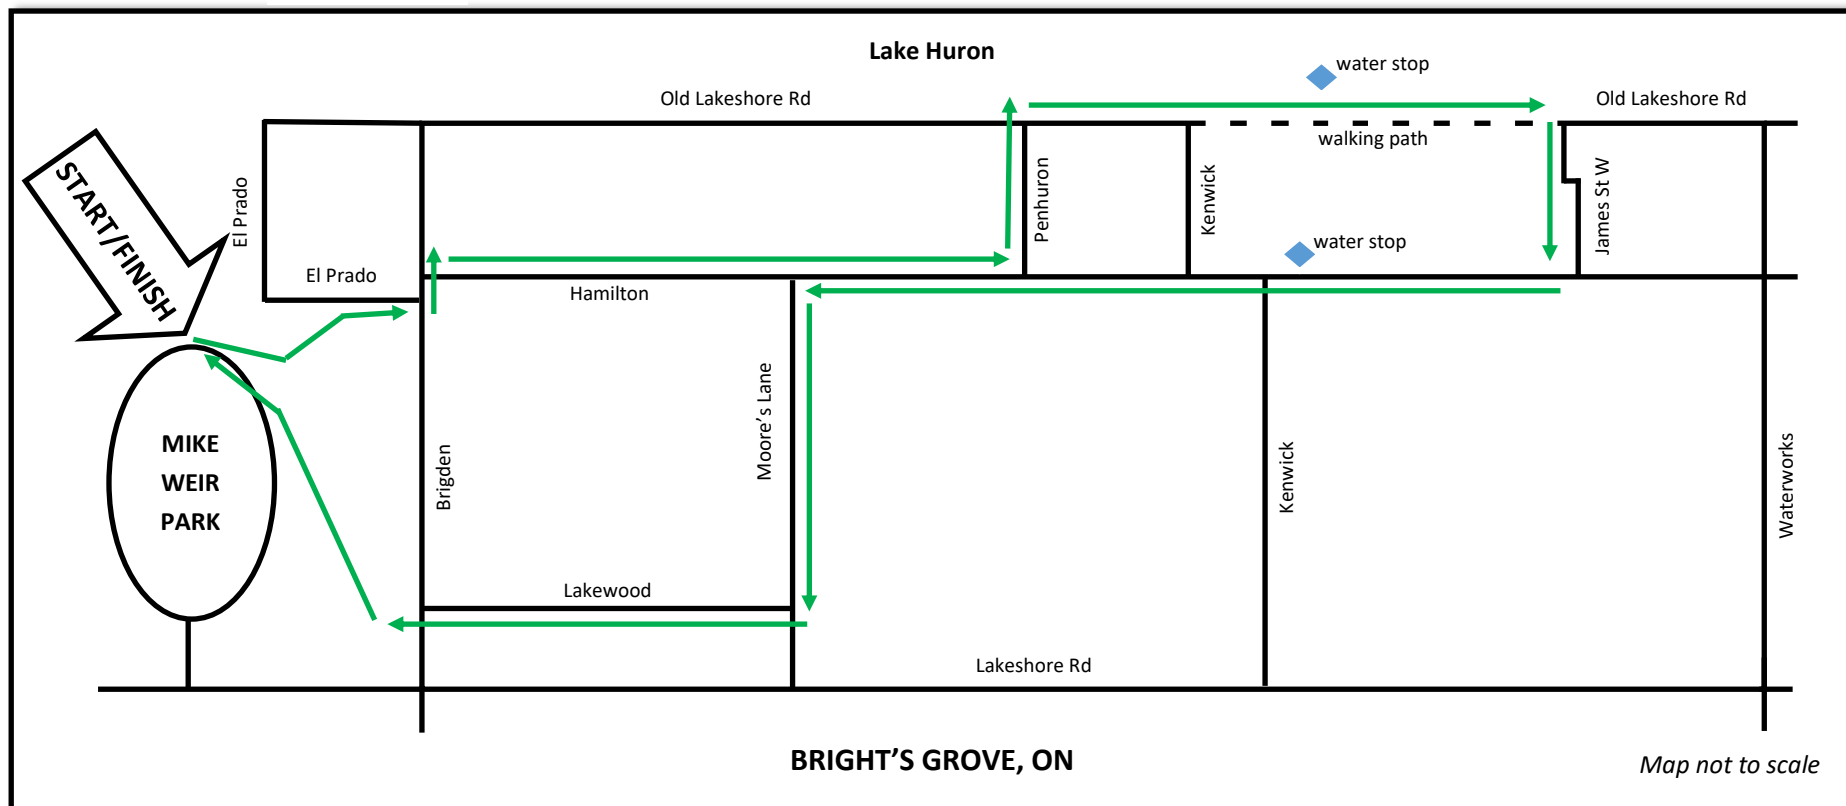 Lake Huron
water stop
Old Lakeshore Rd
Old Lakeshore Rd
walking path
START/FINISH
El Prado
Penhuron
Kenwick
James St W
water stop
El Prado
Hamilton
Moore's Lane
MIKE
WEIR
PARK
Brigden
Kenwick
Waterworks
Lakewood
Lakeshore Rd
BRIGHT'S GROVE, ON
Map not to scale